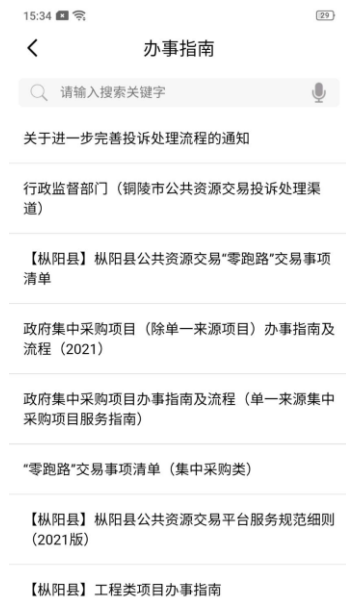 15:34
29
办事指南
请输入搜索关键字
关于进一步完善投诉处理流程的通知
行政监督部门（铜陵市公共资源交易投诉处理渠
道）
【枞阳县】枞阳县公共资源交易“零跑路”交易事项
清单
政府集中采购项目（除单一来源项目）办事指南及
流程（2021）
政府集中采购项目办事指南及流程（单一来源集中
采购项目服务指南）
“零跑路”交易事项清单（集中采购类）
【枞阳县】枞阳县公共资源交易平台服务规范细则
（2021版）
【枞阳县】工程类项目办事指南